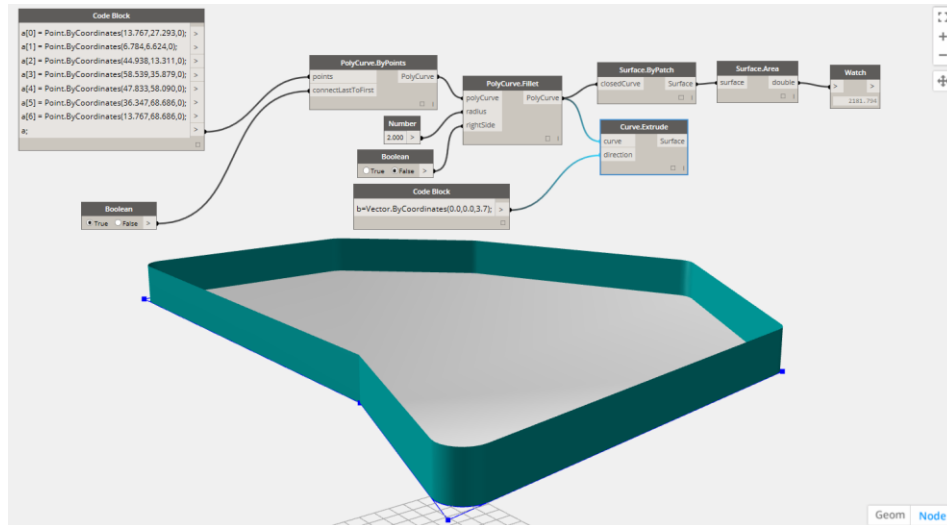 Code Block
a[0] = Point.ByCoordinates(13.767,27.293,0); >
a[1] = Point.ByCoordinates(6.784,6.624,0); >
a[2] = Point.ByCoordinates(44.938,13.311,0); >
a[3] = Point.ByCoordinates(58.539,35.879,0); >
a[4] = Point.ByCoordinates(47.833,58.090,0); >
a[5] = Point.ByCoordinates(36.347,68.686,0); >
a[6] = Point.ByCoordinates(13.767,68.686,0); >
a; >
Boolean
True False >
PolyCurve.ByPoints
points PolyCurve
connectLastToFirst
Number
2.000 >
Boolean
True False >
Code Block
b=Vector.ByCoordinates(0.0,0.0,3.7); >
PolyCurve.Fillet
polyCurve PolyCurve
radius
rightSide
Surface.ByPatch
closedCurve Surface
Curve.Extrude
curve Surface
direction
Surface.Area
surface double
Watch
> >
2181.794
+
−
Geom Node